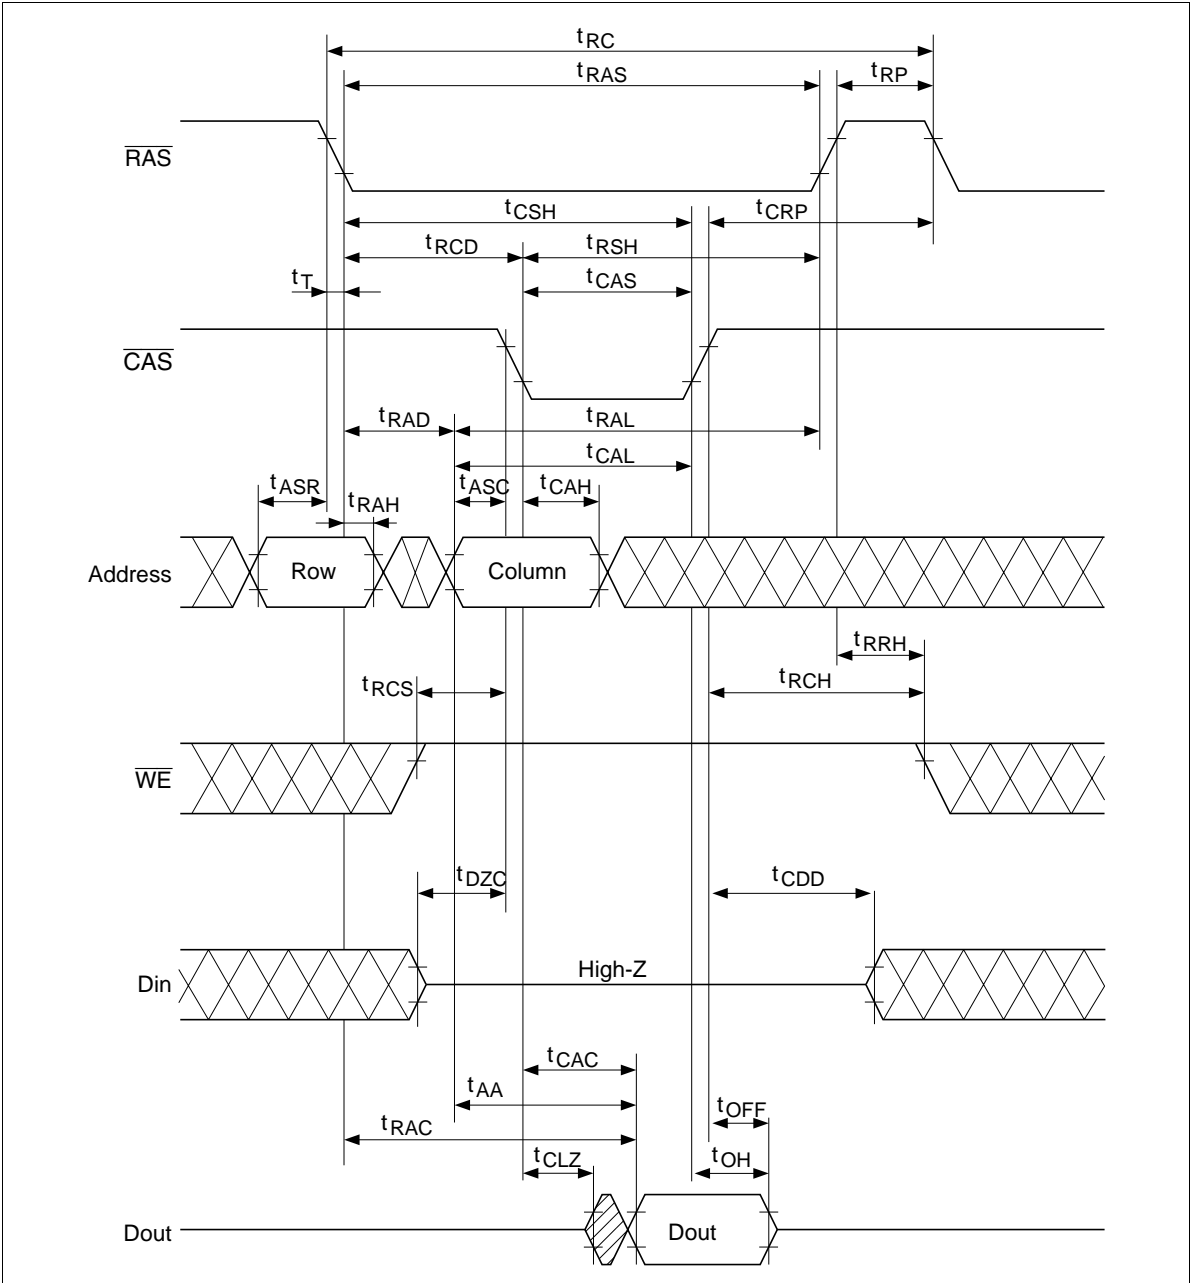 tRC
tRAS
tRP
RAS
tCSH
tCRP
tRCD
tRSH
tT
tCAS
CAS
tRAD
tRAL
tCAL
tASR
tASC
tCAH
tRAH
Address
Row
Column
tRRH
tRCS
tRCH
WE
tDZC
tCDD
Din
High-Z
tCAC
tAA
tOFF
tRAC
tCLZ
tOH
Dout
Dout